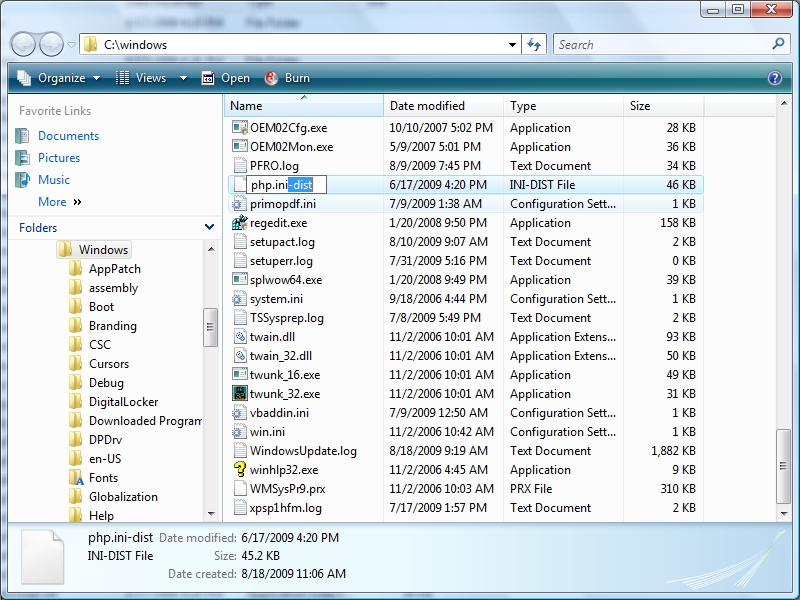 C:\windows
Search
Organize Views Open Burn
Favorite Links
Documents
Pictures
Music
More »
Folders
Windows
AppPatch
assembly
Boot
Branding
CSC
Cursors
Debug
DigitalLocker
Downloaded Program
DPDrv
en-US
Fonts
Globalization
Help
Name Date modified Type Size
OEM02Cfg.exe 10/10/2007 5:02 PM Application 28 KB
OEM02Mon.exe 5/9/2007 5:01 PM Application 36 KB
PFRO.log 8/9/2009 7:45 PM Text Document 34 KB
php.ini-dist 6/17/2009 4:20 PM INI-DIST File 46 KB
primopdf.ini 7/9/2009 1:38 AM Configuration Sett... 1 KB
regedit.exe 1/20/2008 9:50 PM Application 158 KB
setupact.log 8/10/2009 9:07 AM Text Document 2 KB
setuperr.log 7/31/2009 5:16 PM Text Document 0 KB
splwow64.exe 1/20/2008 9:49 PM Application 39 KB
system.ini 9/18/2006 4:44 PM Configuration Sett... 1 KB
TSSysprep.log 7/8/2009 5:49 PM Text Document 2 KB
twain.dll 11/2/2006 10:01 AM Application Extens... 93 KB
twain_32.dll 11/2/2006 10:01 AM Application Extens... 50 KB
twunk_16.exe 11/2/2006 10:01 AM Application 49 KB
twunk_32.exe 11/2/2006 10:01 AM Application 31 KB
vbaddin.ini 7/9/2009 12:50 AM Configuration Sett... 1 KB
win.ini 11/2/2006 10:42 AM Configuration Sett... 1 KB
WindowsUpdate.log 8/18/2009 9:19 AM Text Document 1,882 KB
winhlp32.exe 11/2/2006 4:45 AM Application 9 KB
WMSysPr9.prx 11/2/2006 10:03 AM PRX File 310 KB
xpsp1hfm.log 7/17/2009 1:57 PM Text Document 2 KB
php.ini-dist Date modified: 6/17/2009 4:20 PM
INI-DIST File Size: 45.2 KB
Date created: 8/18/2009 11:06 AM